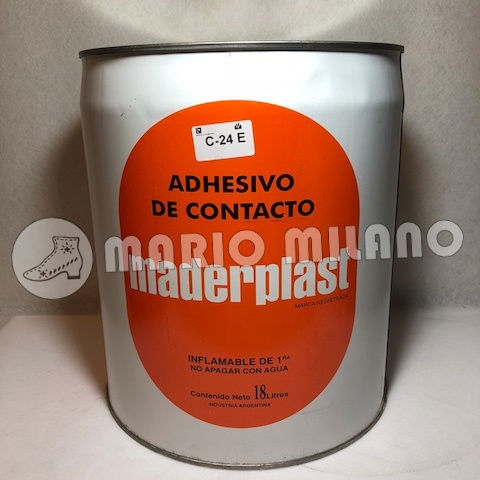 C-24 E
ADHESIVO
DE CONTACTO
MARIO MILANO
maderplast
MARCA REGISTRADA
INFLAMABLE DE 1RA
NO APAGAR CON AGUA
Contenido Neto 18 Litros
INDUSTRIA ARGENTINA